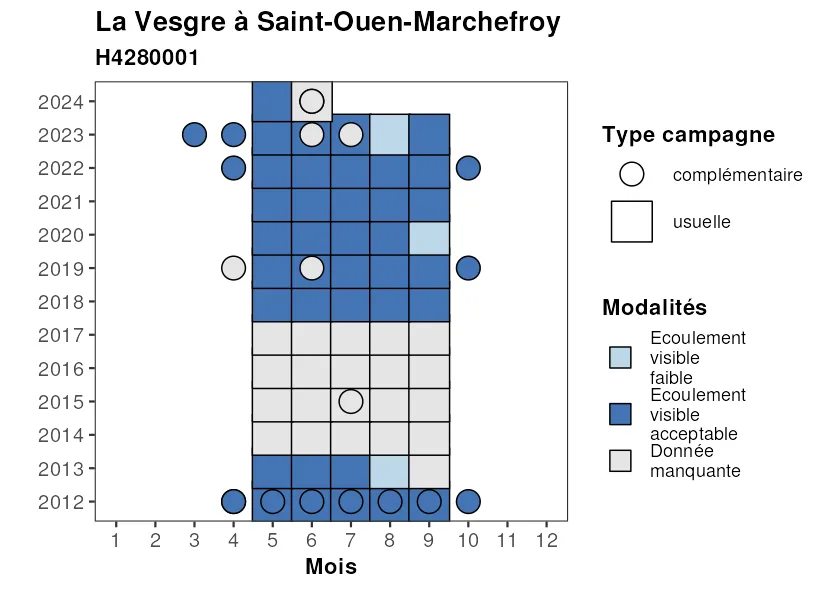 La Vesgre à Saint-Ouen-Marchefroy
H4280001
2024
2023
2022
2021
2020
2019
2018
2017
2016
2015
2014
2013
2012
1 2 3 4 5 6 7 8 9 10 11 12
Mois
Type campagne
complémentaire
usuelle
Modalités
Ecoulement
visible
faible
Ecoulement
visible
acceptable
Donnée
manquante